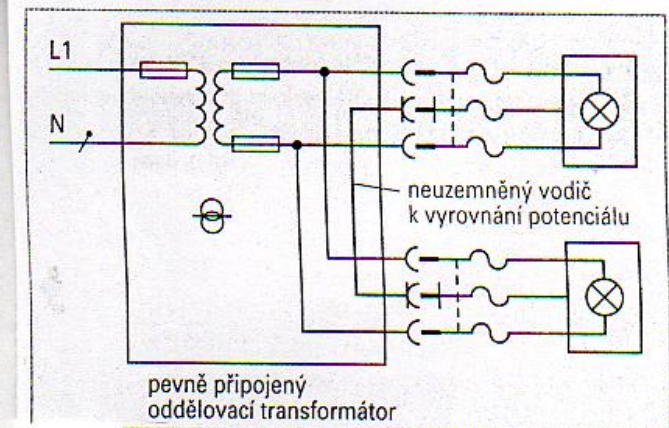 L1
N
neuzemněný vodič
k vyrovnání potenciálu
pevně připojený
oddělovací transformátor